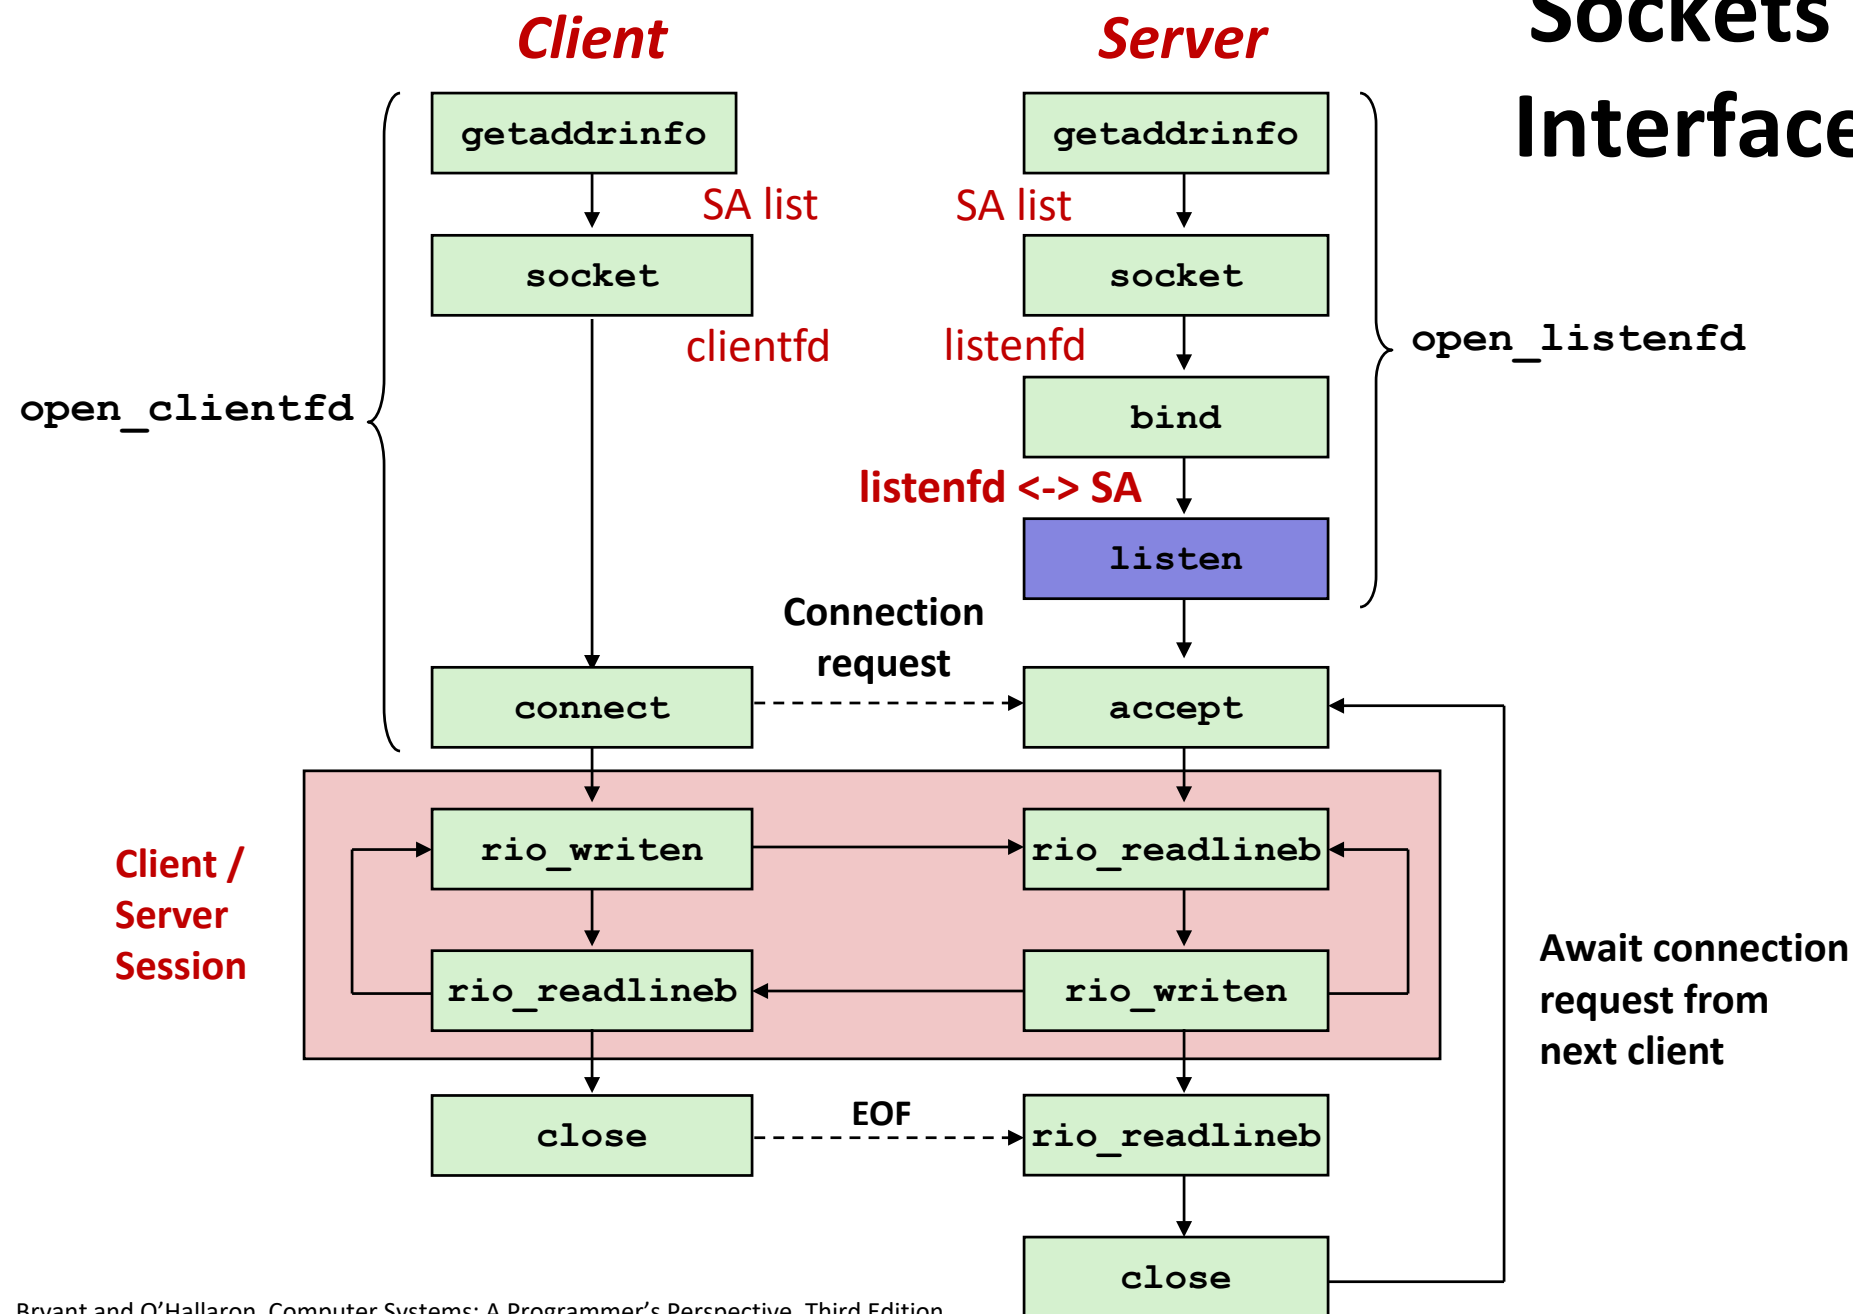 Client
Server
Sockets
Interface
getaddrinfo
getaddrinfo
SA list
SA list
socket
socket
clientfd
listenfd
open_listenfd
open_clientfd
bind
listenfd <-> SA
listen
Connection
request
connect
accept
Client /
Server
Session
rio_writen
rio_readlineb
rio_readlineb
rio_writen
Await connection
request from
next client
close
EOF
rio_readlineb
close
Bryant and O'Hallaron, Computer Systems: A Programmer's Perspective, Third Edition